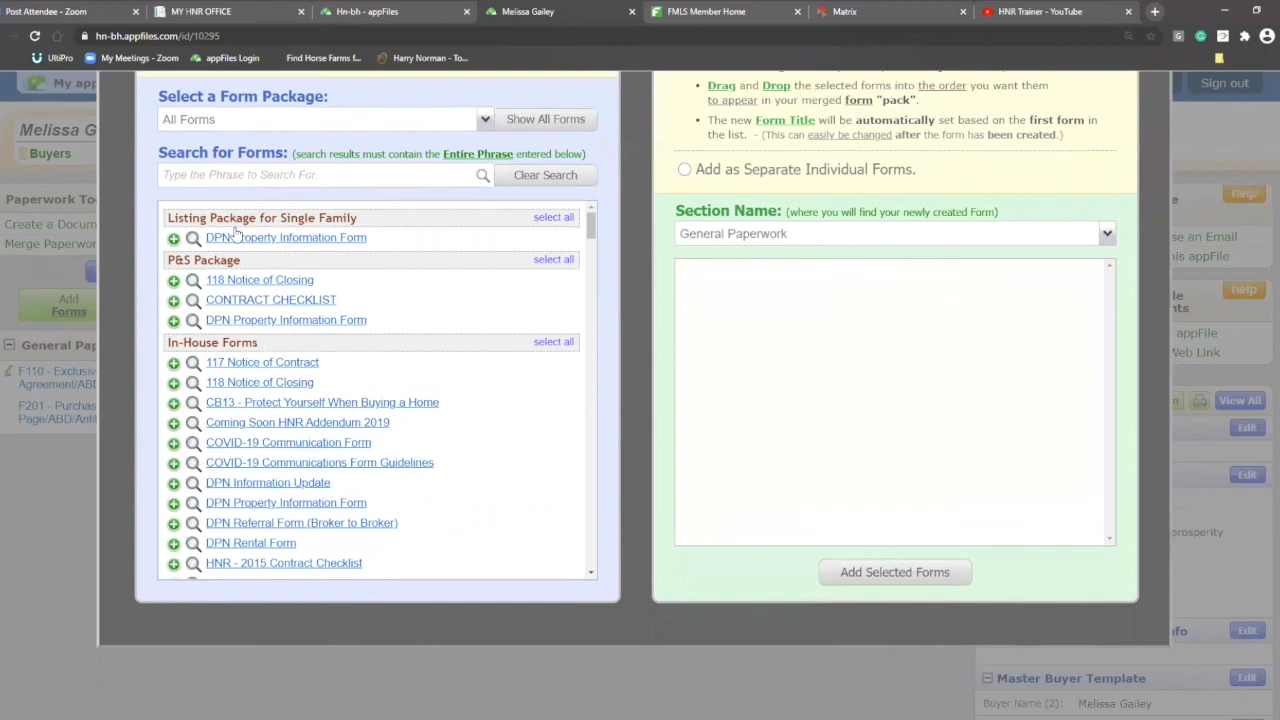 Post Attendee - Zoom
MY HNR OFFICE
Hn-bh - appFiles
Melissa Gailey
FMLS Member Home
Matrix
HNR Trainer - YouTube
hn-bh.appfiles.com/id/10295
UltiPro
My Meetings - Zoom
appFiles Login
Find Horse Farms f...
Harry Norman - To...
My app
Sign out
Melissa G
Buyers
Paperwork Too
Create a Docum
Merge Paperwor
Add
Forms
General Pap
F110 - Exclusiv
Agreement/ABD
F201 - Purchas
Page/ABD/Antif
Select a Form Package:
All Forms
Show All Forms
Search for Forms: (search results must contain the Entire Phrase entered below)
Type the Phrase to Search For...
Clear Search
Listing Package for Single Family
select all
DPN Property Information Form
P&S Package
select all
118 Notice of Closing
CONTRACT CHECKLIST
DPN Property Information Form
In-House Forms
select all
117 Notice of Contract
118 Notice of Closing
CB13 - Protect Yourself When Buying a Home
Coming Soon HNR Addendum 2019
COVID-19 Communication Form
COVID-19 Communications Form Guidelines
DPN Information Update
DPN Property Information Form
DPN Referral Form (Broker to Broker)
DPN Rental Form
HNR - 2015 Contract Checklist
• Drag and Drop the selected forms into the order you want them
to appear in your merged form "pack".
• The new Form Title will be automatically set based on the first form in
the list. - (This can easily be changed after the form has been created.)
Add as Separate Individual Forms.
Section Name: (where you will find your newly created Form)
General Paperwork
Add Selected Forms
help
e
se an Email
his appFile
help
le
nts
appFile
Web Link
n
View All
Edit
Edit
prosperity
nfo
Edit
Master Buyer Template
Edit
Buyer Name (2): Melissa Gailey